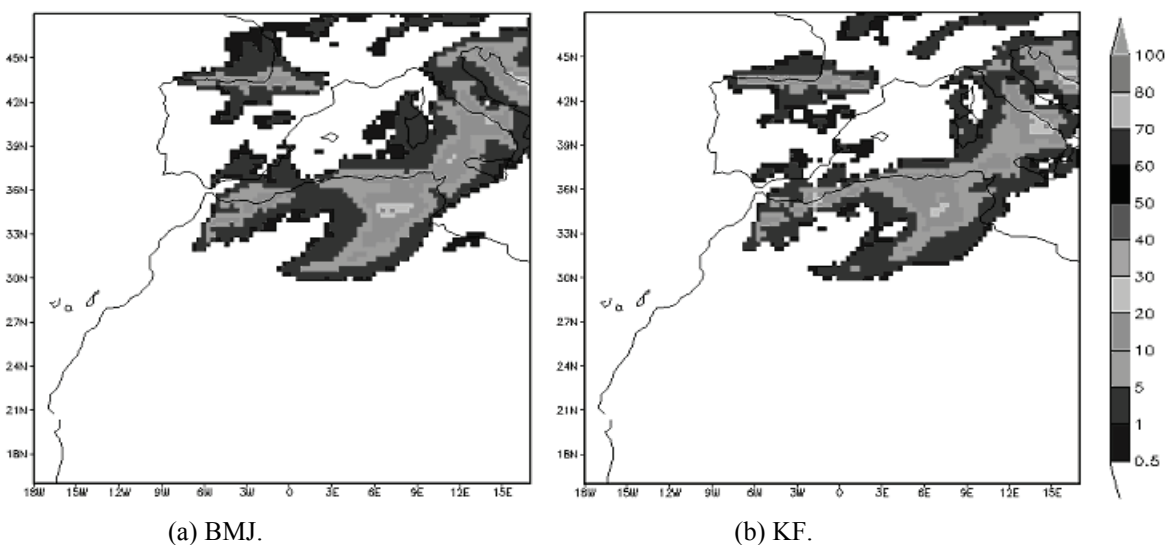 45N
42N
39N
36N
33N
30N
27N
24N
21N
18N
18W 15W 12W 9W 6W 3W 0 3E 6E 9E 12E 15E
45N
42N
39N
36N
33N
30N
27N
24N
21N
18N
18W 15W 12W 9W 6W 3W 0 3E 6E 9E 12E 15E
100
80
70
60
50
40
30
20
10
5
1
0.5
(a) BMJ.
(b) KF.